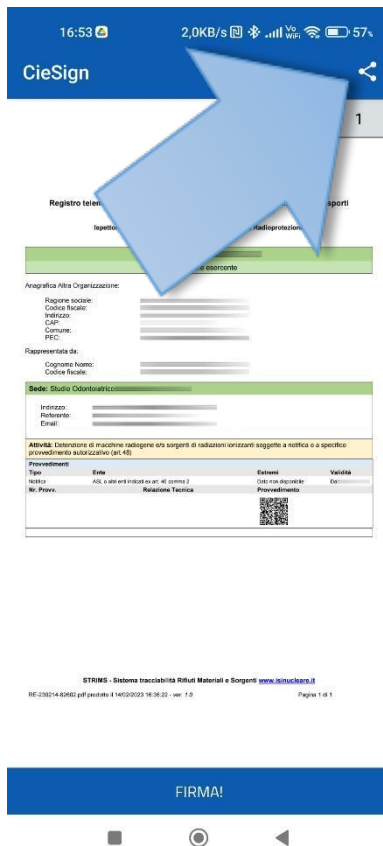 16:53 2,0KB/s Vo WiFi 57%
CieSign
1
Registro sporti
Ispettor Radioprotezion
o esercente
Anagrafica Altra Organizzazione:
Ragione sociale:
Codice fiscale:
Indirizzo:
CAP:
Comune:
PEC:
Rappresentata da:
Cognome Nome:
Codice fiscale:
Sede: Studio Odontoiatrico
Indirizzo:
Referente:
Email:
Attività: Detenzione di macchine radiogene e/o sorgenti di radiazioni ionizzanti soggette a notifica o a specifico
provvedimento autorizzativo (art.48)
Provvedimenti
Tipo Ente Estremi Validità
Notifica ASL o altri enti indicati ex art. 46 comma 2 Dato non disponibile Dal:
Nr. Provv. Relazione Tecnica Provvedimento
STRIMS - Sistema tracciabilità Rifiuti Materiali e Sorgenti www.isinucleare.it
RE-230214-82602.pdf prodotto il 14/02/2023 16:36:22 - ver. 1.0 Pagina 1 di 1
FIRMA!